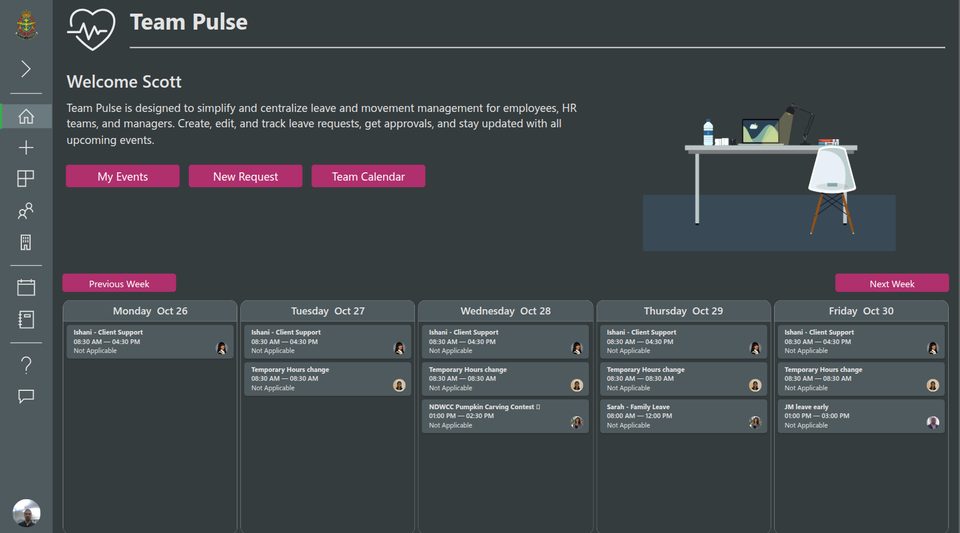 Team Pulse
Welcome Scott
Team Pulse is designed to simplify and centralize leave and movement management for employees, HR
teams, and managers. Create, edit, and track leave requests, get approvals, and stay updated with all
upcoming events.
My Events
New Request
Team Calendar
Previous Week
Next Week
Monday Oct 26
Ishani - Client Support
08:30 AM — 04:30 PM
Not Applicable
Tuesday Oct 27
Ishani - Client Support
08:30 AM — 04:30 PM
Not Applicable
Temporary Hours change
08:30 AM — 08:30 AM
Not Applicable
Wednesday Oct 28
Ishani - Client Support
08:30 AM — 04:30 PM
Not Applicable
Temporary Hours change
08:30 AM — 08:30 AM
Not Applicable
NDWCC Pumpkin Carving Contest
01:00 PM — 02:30 PM
Not Applicable
Thursday Oct 29
Ishani - Client Support
08:30 AM — 04:30 PM
Not Applicable
Temporary Hours change
08:30 AM — 08:30 AM
Not Applicable
Sarah - Family Leave
08:00 AM — 12:00 PM
Not Applicable
Friday Oct 30
Ishani - Client Support
08:30 AM — 04:30 PM
Not Applicable
Temporary Hours change
08:30 AM — 08:30 AM
Not Applicable
JM leave early
01:00 PM — 03:00 PM
Not Applicable